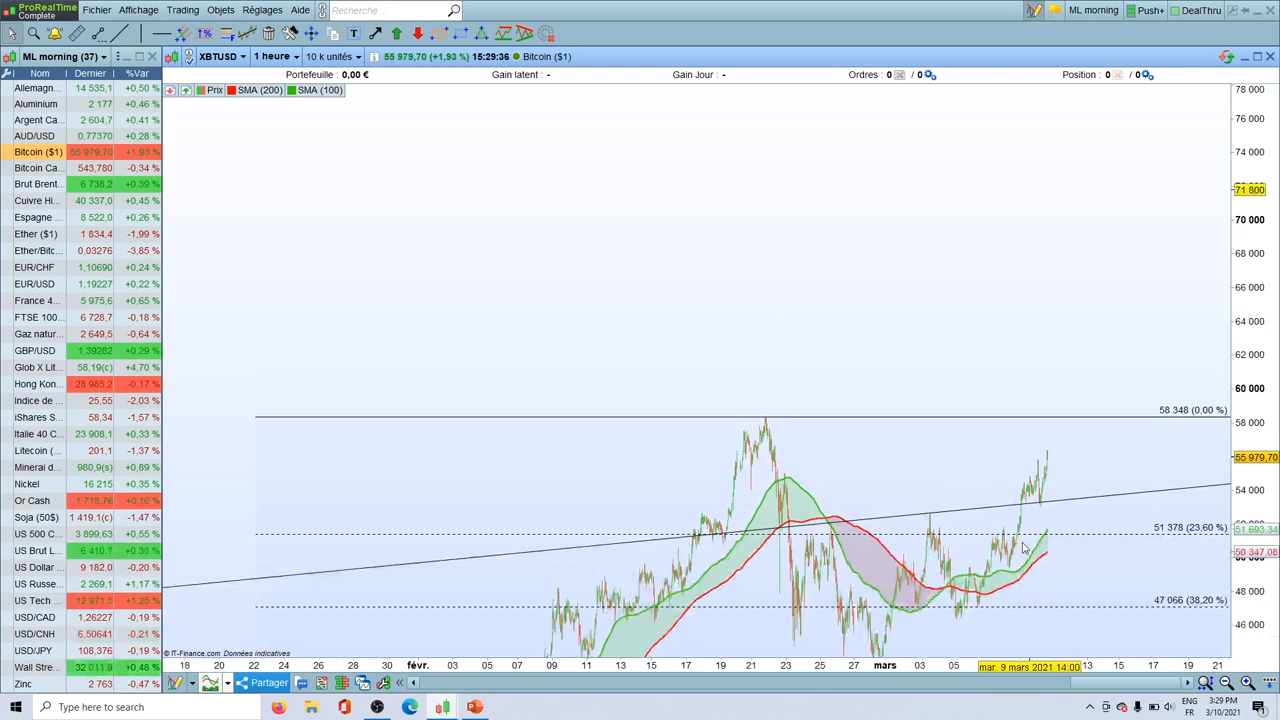 ProRealTime
Complete
Fichier Affichage Trading Objets Réglages Aide Recherche ... ML morning Push+ DealThru
ML morning (37) XBTUSD 1 heure 10 k unités 55 979,70 (+1,93 %) 15:29:36 Bitcoin ($1)
Nom Dernier %Var
Portefeuille : 0,00 € Gain latent : - Gain Jour : - Ordres : 0 / 0 Position : 0 / 0
Prix SMA (200) SMA (100)
Allemagn... 14 535,1 +0,50 %
Aluminium 2 177 +0,46 %
Argent Ca... 2 604,7 +0,41 %
AUD/USD 0,77370 +0,28 %
Bitcoin ($1) 55 979,70 +1,93 %
Bitcoin Ca... 543,780 -0,34 %
Brut Brent... 6 738,2 +0,39 %
Cuivre Hi... 40 337,0 +0,45 %
Espagne ... 8 522,0 +0,26 %
Ether ($1) 1 834,4 -1,99 %
Ether/Bitc... 0,03276 -3,85 %
EUR/CHF 1,10690 +0,24 %
EUR/USD 1,19227 +0,22 %
France 4... 5 975,6 +0,65 %
FTSE 100... 6 728,7 -0,18 %
Gaz natur... 2 649,5 -0,64 %
GBP/USD 1,39282 +0,29 %
Glob X Lit... 58,19(c) +4,70 %
Hong Kon... 28 985,2 -0,17 %
Indice de ... 25,55 -2,03 %
iShares S... 58,34 -1,57 %
Italie 40 C... 23 908,1 +0,33 %
Litecoin (... 201,1 -1,37 %
Minerai d... 980,9(s) +0,89 %
Nickel 16 215 +0,35 %
Or Cash 1 718,76 +0,16 %
Soja (50$) 1 419,1(c) -1,47 %
US 500 C... 3 899,63 +0,55 %
US Brut L... 6 410,7 +0,30 %
US Dollar ... 9 182,0 -0,20 %
US Russe... 2 269,1 +1,17 %
US Tech ... 12 971,5 +1,25 %
USD/CAD 1,26227 -0,19 %
USD/CNH 6,50641 -0,21 %
USD/JPY 108,376 -0,19 %
Wall Stre... 32 011,9 +0,48 %
Zinc 2 763 -0,47 %
78 000
76 000
74 000
71 800
70 000
68 000
66 000
64 000
62 000
60 000
58 348 (0,00 %)
58 000
55 979,70
54 000
51 378 (23,60 %)
51 693,34
50 347,08
48 000
47 066 (38,20 %)
46 000
© IT-Finance.com Données indicatives
18 20 22 24 26 28 févr. 03 05 07 09 11 13 15 17 19 21 23 25 27 mars 03 05 mar. 9 mars 2021 14:00 13 15 17 19 21
Partager
Type here to search
3:29 PM
FR 3/10/2021